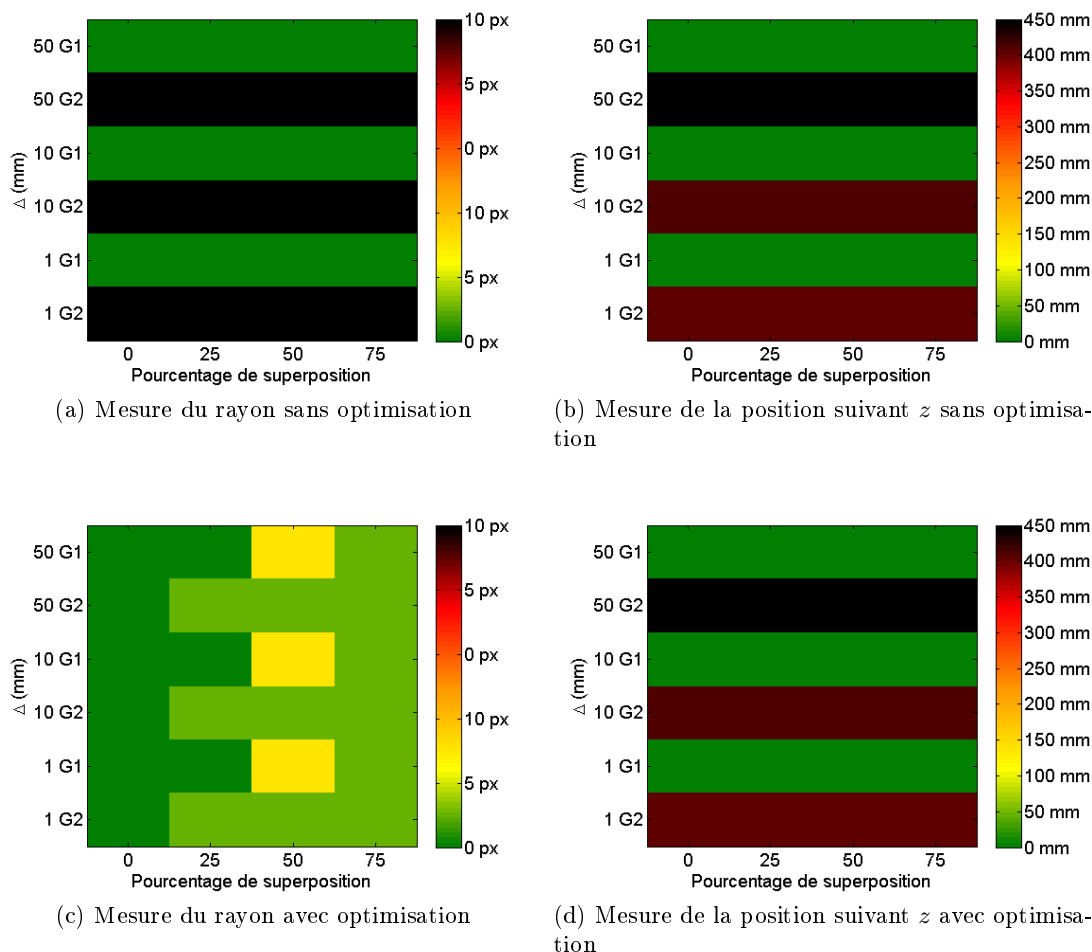 50 G1
50 G2
10 G1
10 G2
1 G1
1 G2
Δ (mm)
0 25 50 75
Pourcentage de superposition
10 px
5 px
0 px
10 px
5 px
0 px
(a) Mesure du rayon sans optimisation
50 G1
50 G2
10 G1
10 G2
1 G1
1 G2
Δ (mm)
0 25 50 75
Pourcentage de superposition
450 mm
400 mm
350 mm
300 mm
250 mm
200 mm
150 mm
100 mm
50 mm
0 mm
(b) Mesure de la position suivant z sans optimisa-
tion
50 G1
50 G2
10 G1
10 G2
1 G1
1 G2
Δ (mm)
0 25 50 75
Pourcentage de superposition
10 px
5 px
0 px
10 px
5 px
0 px
(c) Mesure du rayon avec optimisation
50 G1
50 G2
10 G1
10 G2
1 G1
1 G2
Δ (mm)
0 25 50 75
Pourcentage de superposition
450 mm
400 mm
350 mm
300 mm
250 mm
200 mm
150 mm
100 mm
50 mm
0 mm
(d) Mesure de la position suivant z avec optimisa-
tion